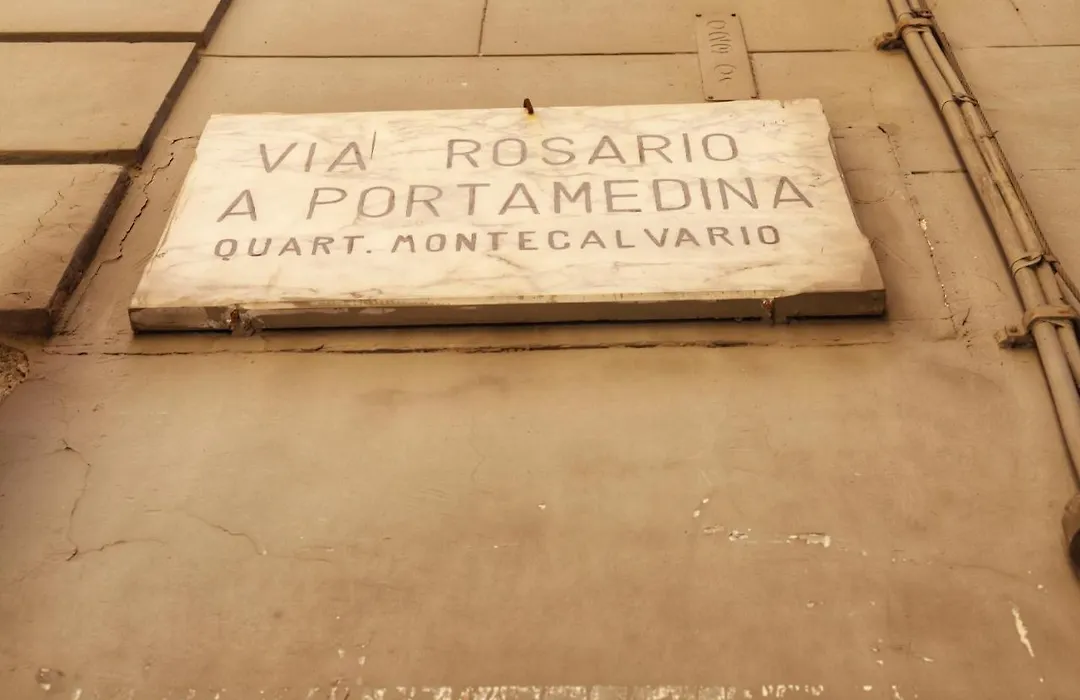 VIA ROSARIO
A PORTAMEDINA
QUART. MONTECALVARIO